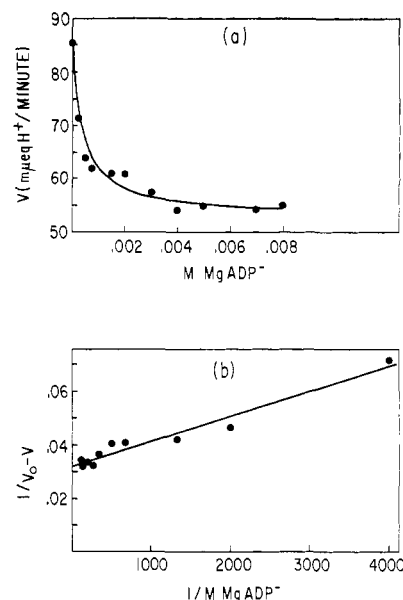 (a)
90
80
70
60
50
V(mμeqH⁺/MINUTE)
.002 .004 .006 .008
M MgADP⁻
(b)
.06
.04
.02
1/V₀-V
1000 2000 3000 4000
1/M MgADP⁻